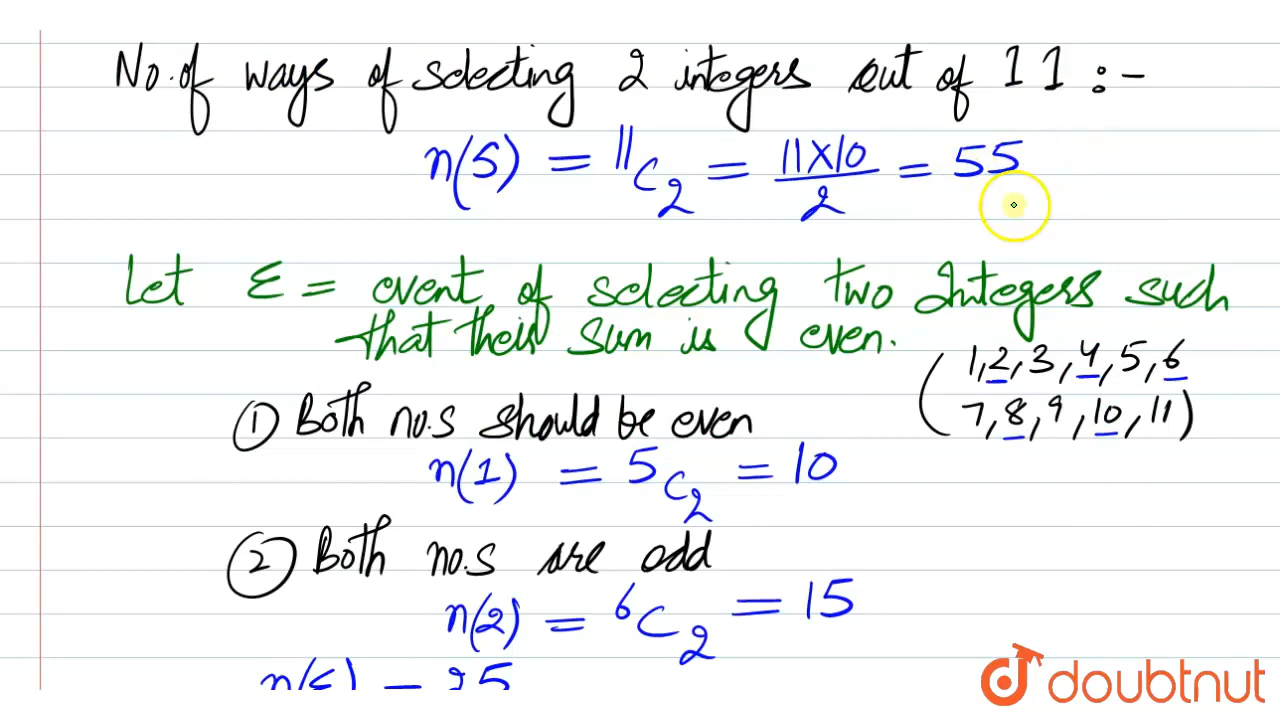 No. of ways of selecting 2 integers out of 11 :-
n(S) = ¹¹C₂ = 11X10/2 = 55
Let E = event of selecting two Integers such
that their sum is even.
(1,2,3,4,5,6
7,8,9,10,11)
① Both no.s should be even
n(1) = 5C₂ = 10
② Both no.s are odd
n(2) = ⁶C₂ = 15
n(E) = 25
doubtnut